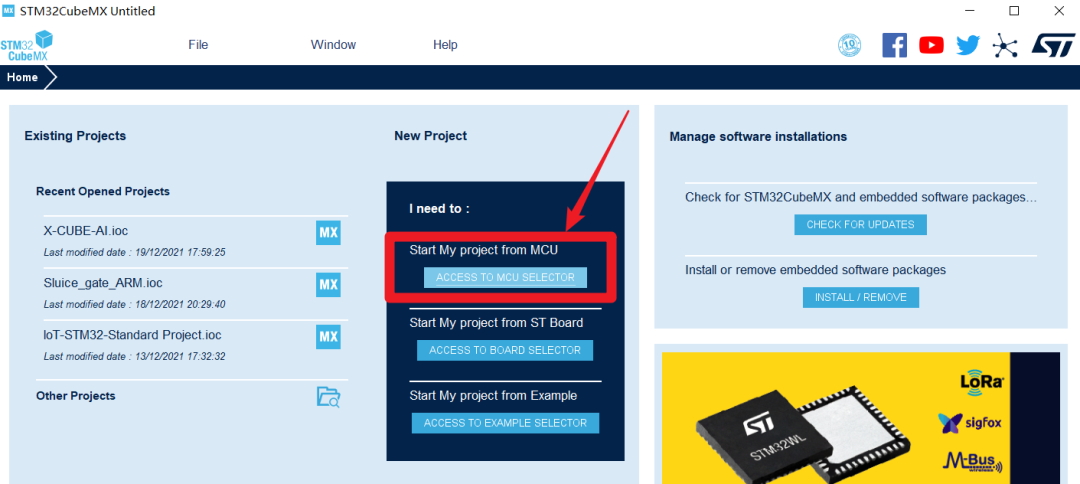 MX STM32CubeMX Untitled
STM32
CubeMX
File
Window
Help
10
ST
Home
Existing Projects
Recent Opened Projects
X-CUBE-AI.ioc
MX
Last modified date : 19/12/2021 17:59:25
Sluice_gate_ARM.ioc
MX
Last modified date : 18/12/2021 20:29:40
IoT-STM32-Standard Project.ioc
MX
Last modified date : 13/12/2021 17:32:32
Other Projects
New Project
I need to :
Start My project from MCU
ACCESS TO MCU SELECTOR
Start My project from ST Board
ACCESS TO BOARD SELECTOR
Start My project from Example
ACCESS TO EXAMPLE SELECTOR
Manage software installations
Check for STM32CubeMX and embedded software packages...
CHECK FOR UPDATES
Install or remove embedded software packages
INSTALL / REMOVE
ST
STM32WL
LoRa
sigfox
M-Bus